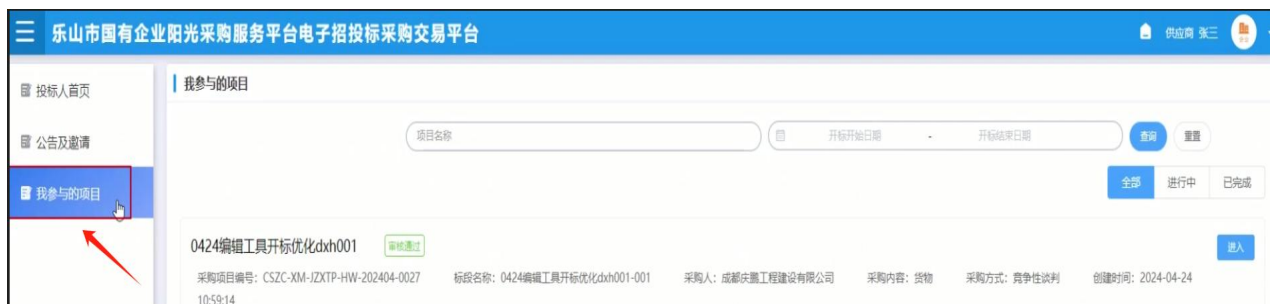 乐山市国有企业阳光采购服务平台电子招投标采购交易平台
供应商 张三
投标人首页
公告及邀请
我参与的项目
我参与的项目
项目名称
开标开始日期 - 开标结束日期
查询 重置
全部 进行中 已完成
0424编辑工具开标优化dxh001 审核通过
进入
采购项目编号：CSZC-XM-JZXTP-HW-202404-0027 标段名称：0424编辑工具开标优化dxh001-001 采购人：成都庆鹏工程建设有限公司 采购内容：货物 采购方式：竞争性谈判 创建时间：2024-04-24
10:59:14